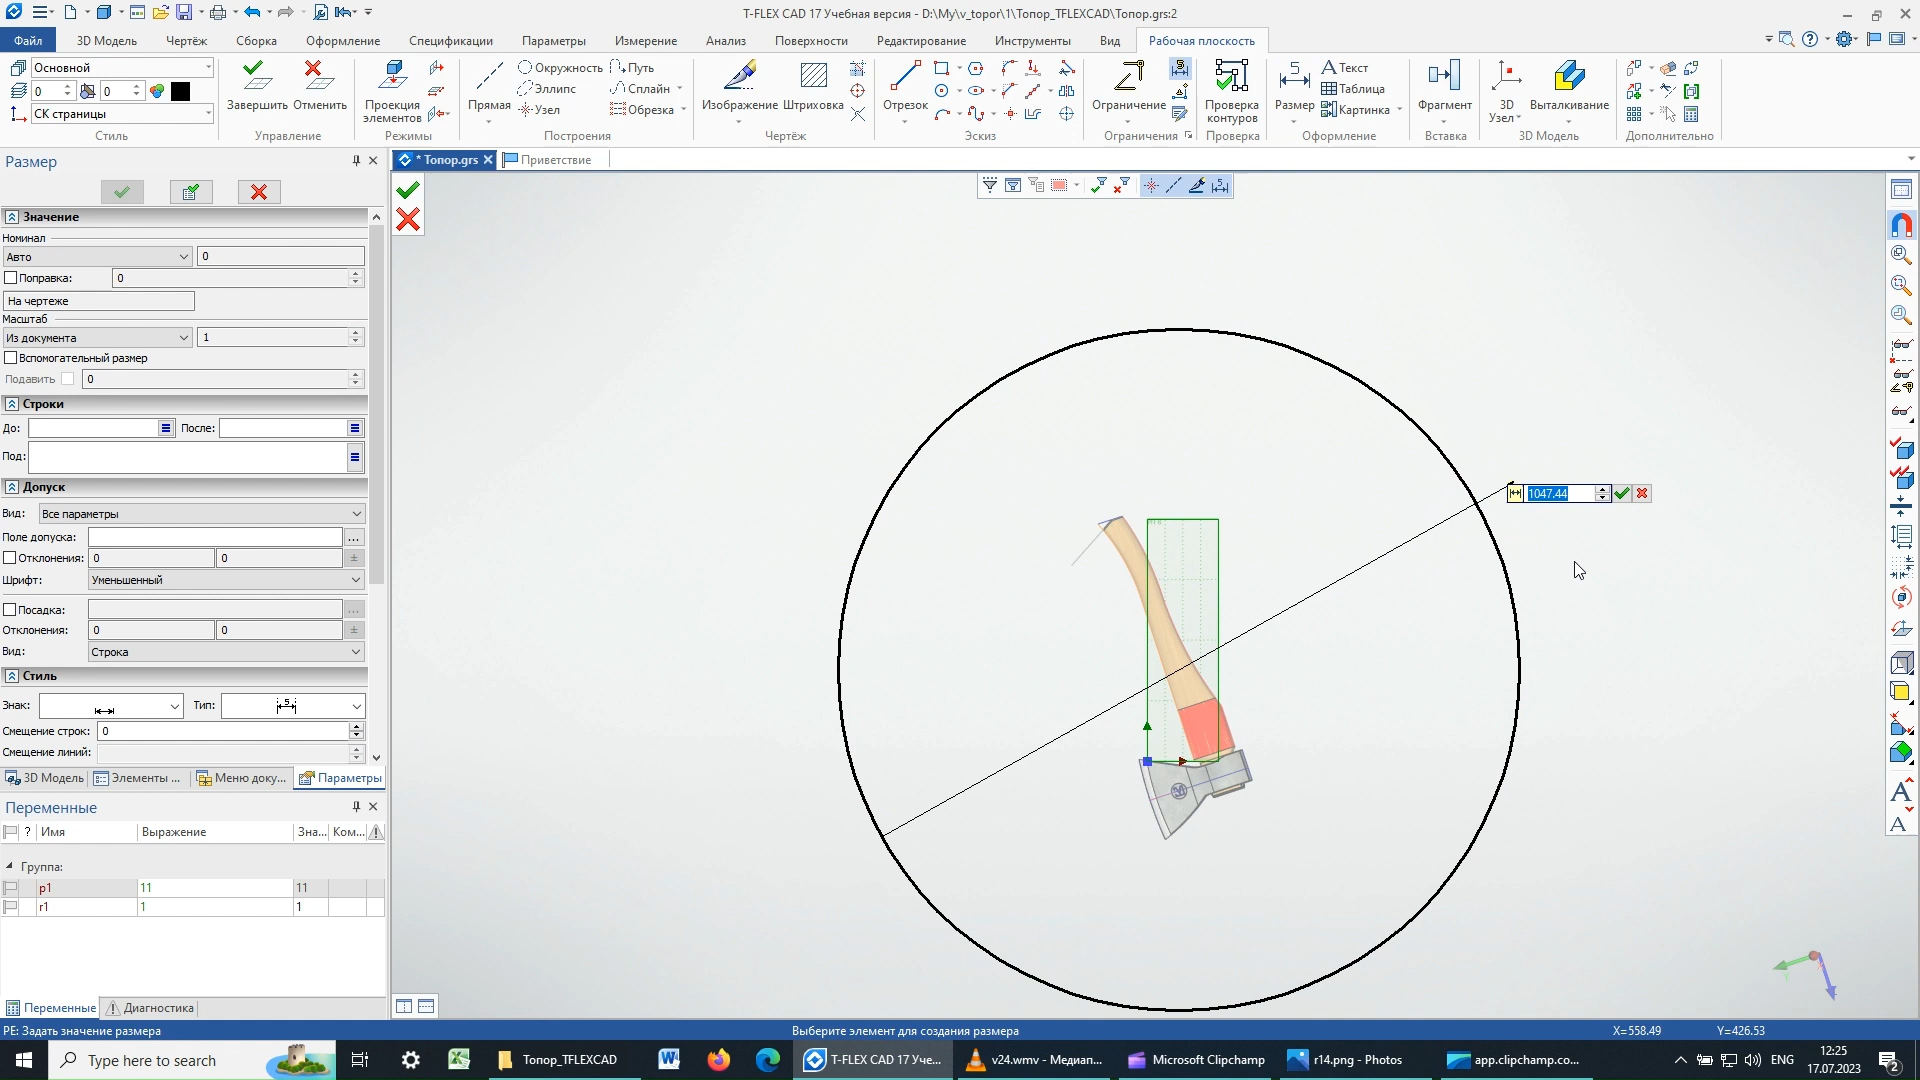 T-FLEX CAD 17 Учебная версия - D:\My\v_topor\1\Топор_TFLEXCAD\Топор.grs:2
Файл
3D Модель
Чертёж
Сборка
Оформление
Спецификации
Параметры
Измерение
Анализ
Поверхности
Редактирование
Инструменты
Вид
Рабочая плоскость
Основной
0
0
СК страницы
Стиль
Завершить
Отменить
Управление
Проекция элементов
Режимы
Прямая
Окружность
Эллипс
Узел
Путь
Сплайн
Обрезка
Построения
Изображение
Штриховка
Чертёж
Отрезок
Эскиз
Ограничение
Ограничения
Проверка контуров
Проверка
Размер
Текст
Таблица
Картинка
Оформление
Фрагмент
Вставка
3D Узел
Выталкивание
3D Модель
Дополнительно
Размер
* Топор.grs
Приветствие
Значение
Номинал
Авто
0
Поправка:
0
На чертеже
Масштаб
Из документа
1
Вспомогательный размер
Подавить
0
Строки
До:
После:
Под:
Допуск
Вид:
Все параметры
Поле допуска:
Отклонения:
0
0
Шрифт:
Уменьшенный
Посадка:
Отклонения:
0
0
Вид:
Строка
Стиль
Знак:
Тип:
Смещение строк:
0
Смещение линий:
3D Модель
Элементы ...
Меню доку...
Параметры
Переменные
? Имя
Выражение
Зна...
Ком...
Группа:
p1
11
11
r1
1
1
Переменные
Диагностика
1047.44
PE: Задать значение размера
Выберите элемент для создания размера
X=558.49
Y=426.53
Type here to search
Топор_TFLEXCAD
T-FLEX CAD 17 Уче...
v24.wmv - Медиап...
Microsoft Clipchamp
r14.png - Photos
app.clipchamp.co...
ENG
12:25
17.07.2023
2